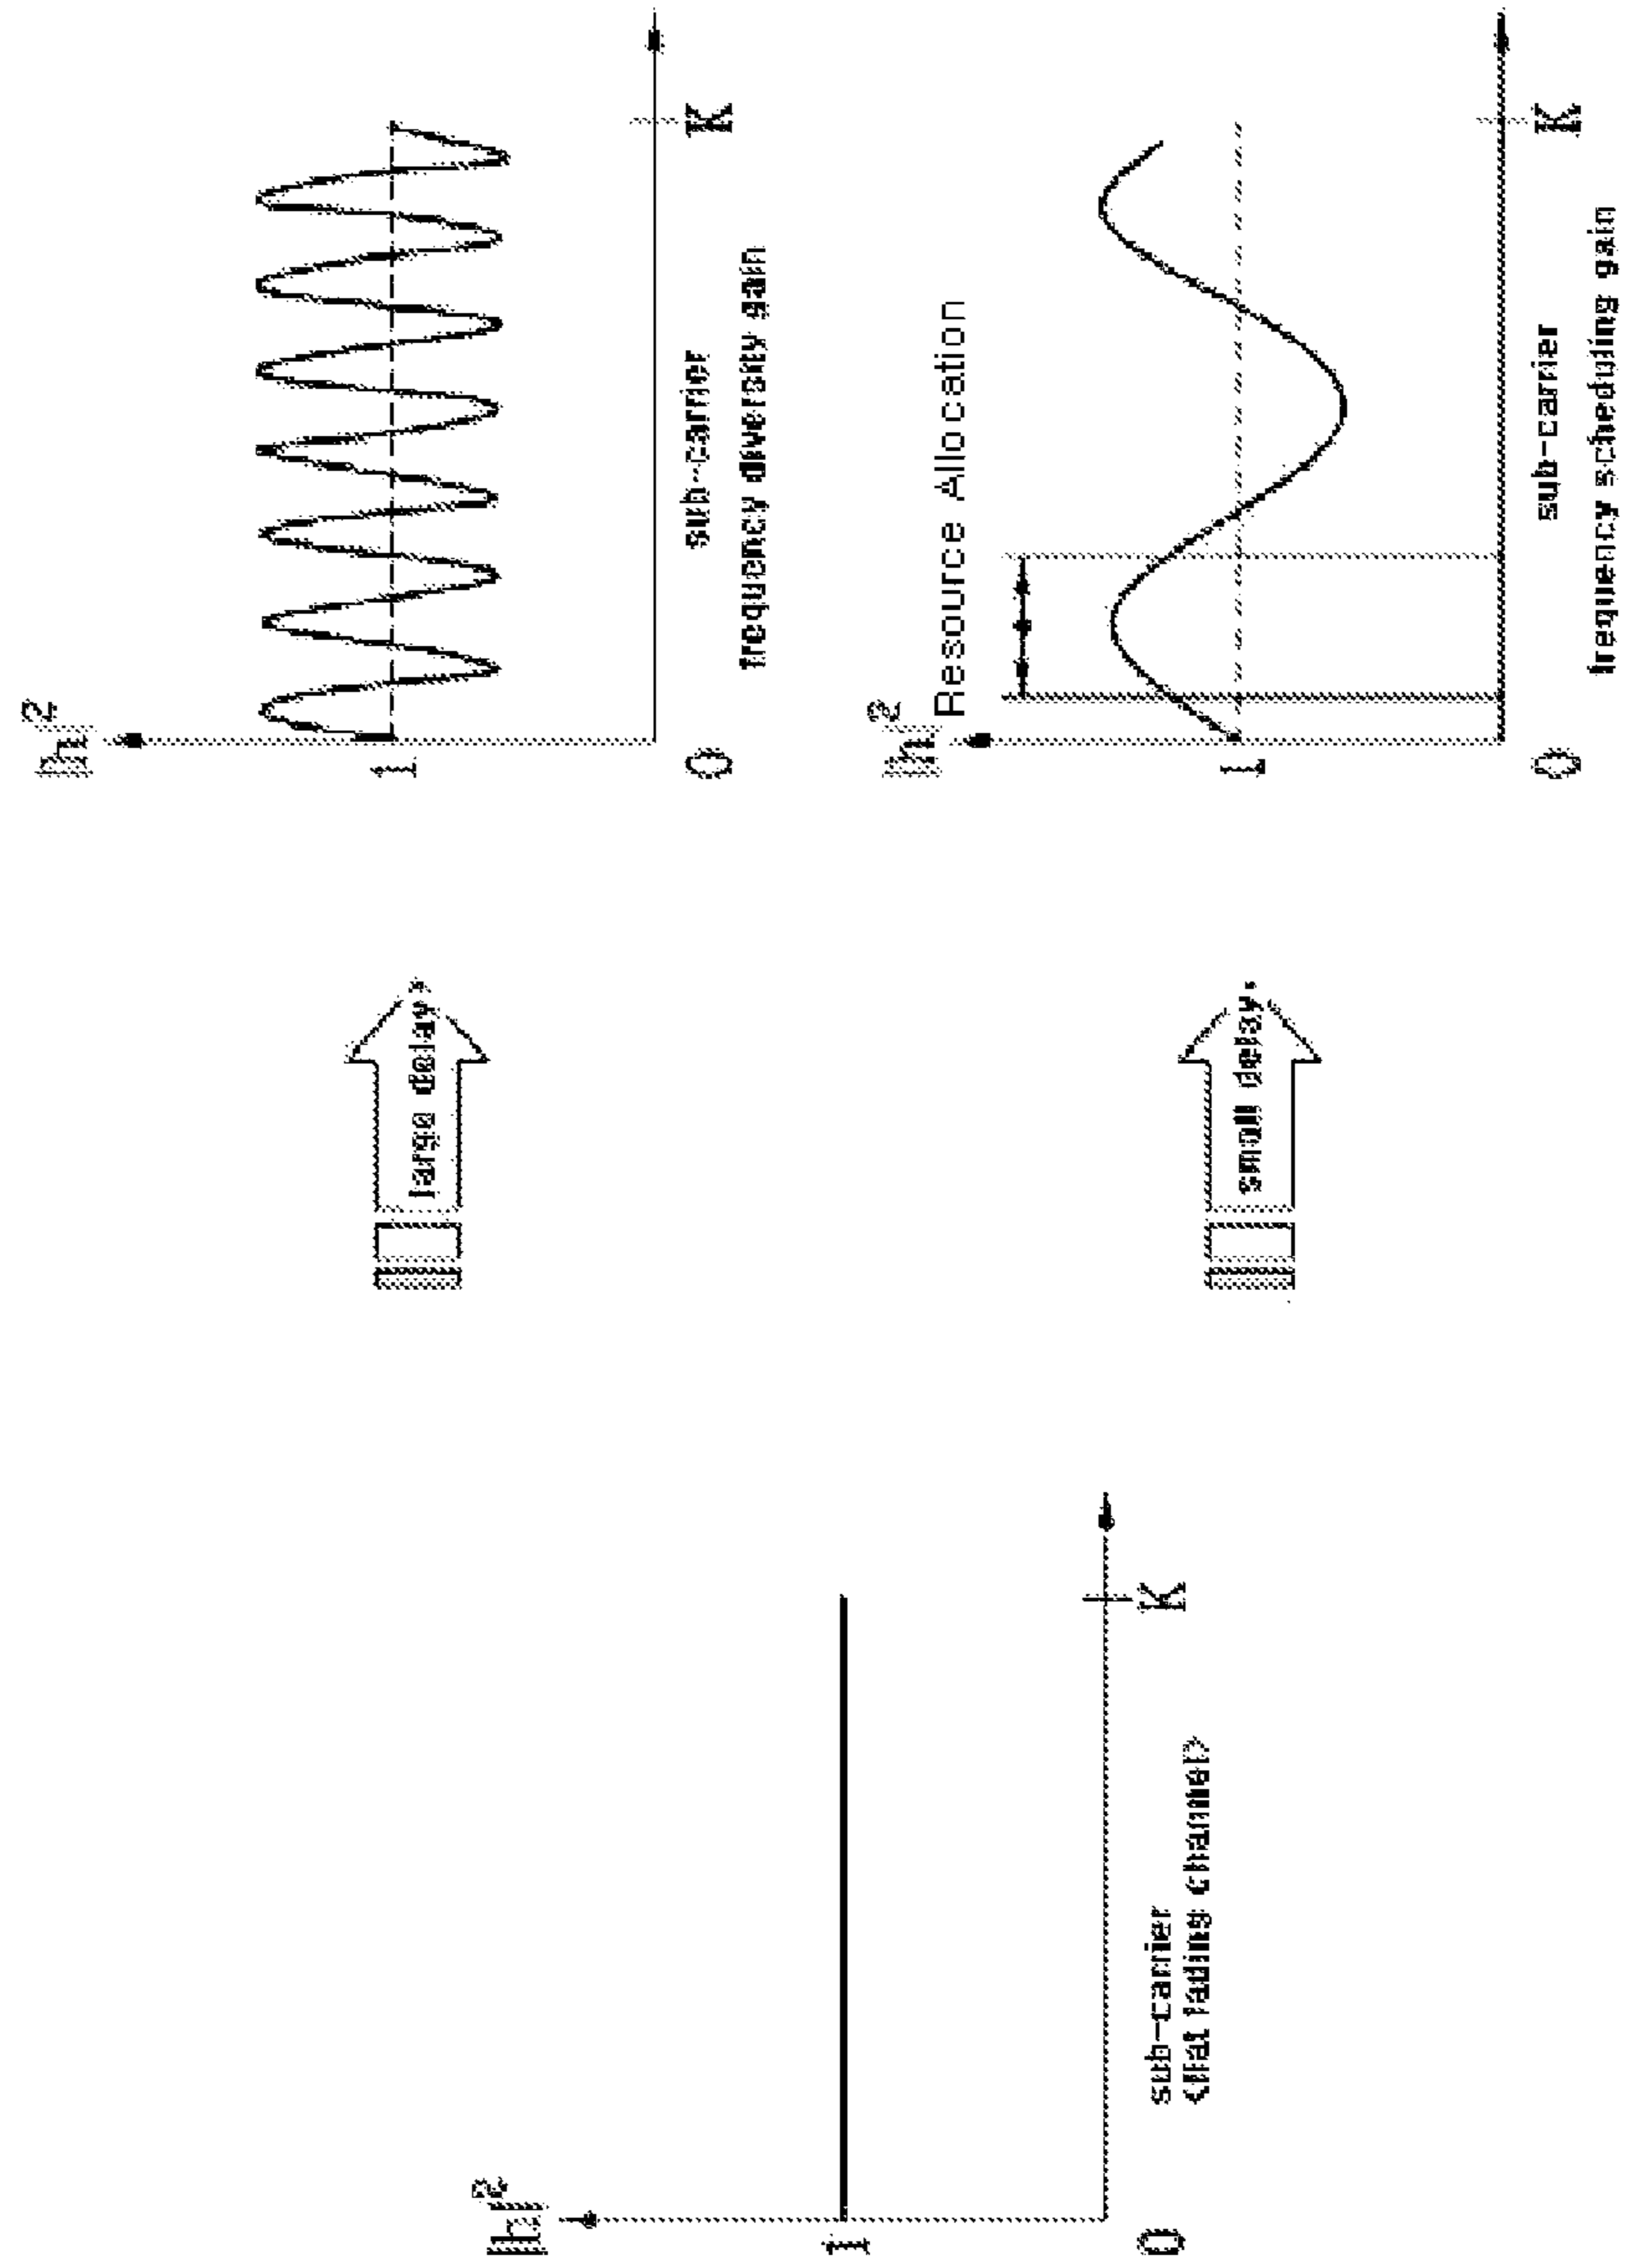 |h|²
1
0
K
sub-carrier
<flat fading channel>
large delay
small delay
|h|²
1
0
K
sub-carrier
frequency diversity gain
|h|²
Resource Allocation
1
0
K
sub-carrier
frequency scheduling gain